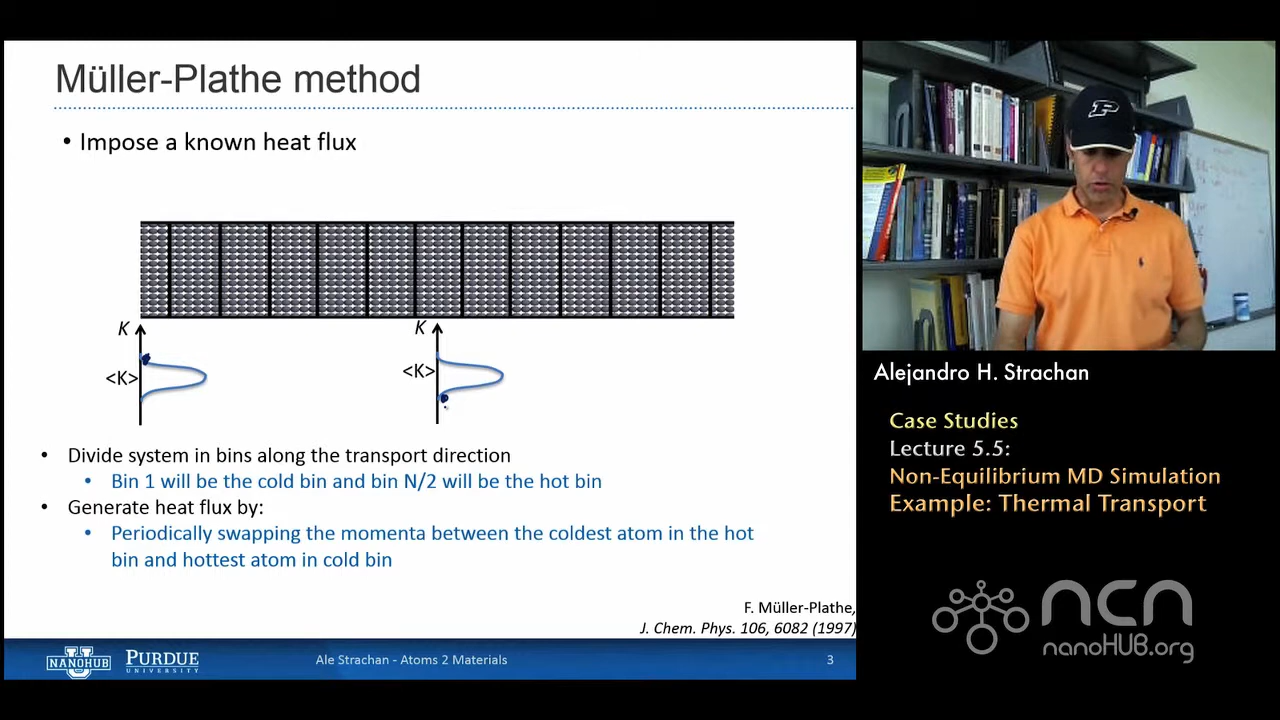 Müller-Plathe method
• Impose a known heat flux
K
<K>
K
<K>
• Divide system in bins along the transport direction
• Bin 1 will be the cold bin and bin N/2 will be the hot bin
• Generate heat flux by:
• Periodically swapping the momenta between the coldest atom in the hot
bin and hottest atom in cold bin
F. Müller-Plathe,
J. Chem. Phys. 106, 6082 (1997)
NANOHUB
U
PURDUE
UNIVERSITY
Ale Strachan - Atoms 2 Materials
3
P
Alejandro H. Strachan
Case Studies
Lecture 5.5:
Non-Equilibrium MD Simulation
Example: Thermal Transport
ncn
nanoHUB.org